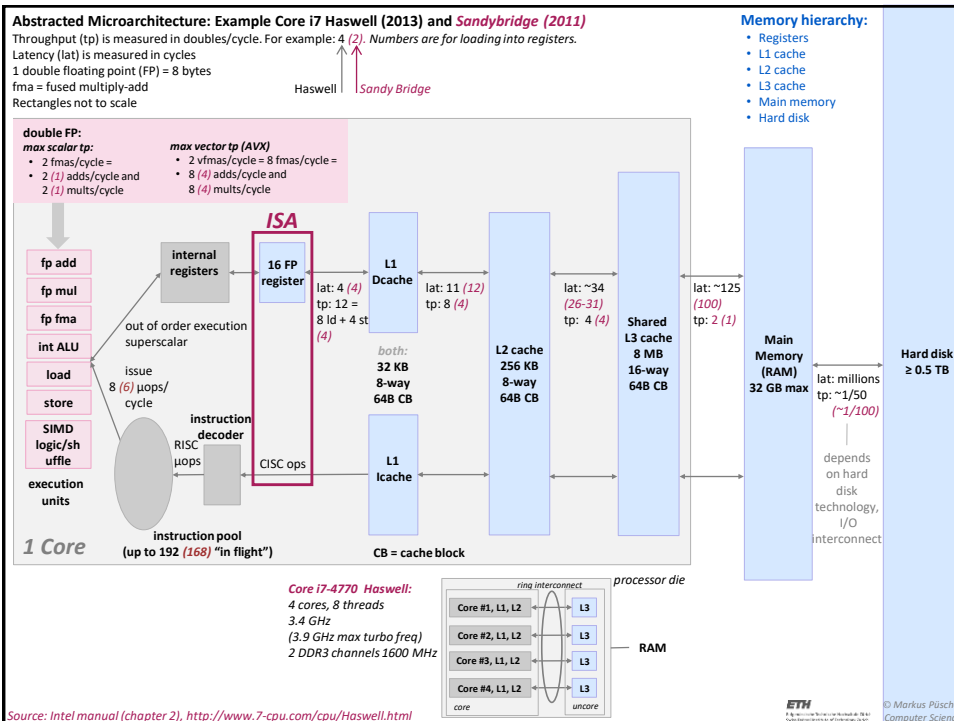 Abstracted Microarchitecture: Example Core i7 Haswell (2013) and Sandybridge (2011)
Throughput (tp) is measured in doubles/cycle. For example: 4 (2). Numbers are for loading into registers.
Latency (lat) is measured in cycles
1 double floating point (FP) = 8 bytes
fma = fused multiply-add
Rectangles not to scale
Haswell
Sandy Bridge
Memory hierarchy:
• Registers
• L1 cache
• L2 cache
• L3 cache
• Main memory
• Hard disk
double FP:
max scalar tp:
• 2 fmas/cycle =
• 2 (1) adds/cycle and
2 (1) mults/cycle
max vector tp (AVX)
• 2 vfmas/cycle = 8 fmas/cycle =
• 8 (4) adds/cycle and
8 (4) mults/cycle
ISA
fp add
fp mul
fp fma
int ALU
load
store
SIMD
logic/sh
uffle
execution
units
internal
registers
16 FP
register
out of order execution
superscalar
issue
8 (6) µops/
cycle
RISC
µops
instruction
decoder
CISC ops
instruction pool
(up to 192 (168) “in flight”)
1 Core
lat: 4 (4)
tp: 12 =
8 ld + 4 st
(4)
L1
Dcache
both:
32 KB
8-way
64B CB
L1
Icache
CB = cache block
lat: 11 (12)
tp: 8 (4)
L2 cache
256 KB
8-way
64B CB
lat: ~34
(26-31)
tp: 4 (4)
Shared
L3 cache
8 MB
16-way
64B CB
lat: ~125
(100)
tp: 2 (1)
Main
Memory
(RAM)
32 GB max
lat: millions
tp: ~1/50
(~1/100)
depends
on hard
disk
technology,
I/O
interconnect
Hard disk
≥ 0.5 TB
Core i7-4770 Haswell:
4 cores, 8 threads
3.4 GHz
(3.9 GHz max turbo freq)
2 DDR3 channels 1600 MHz
ring interconnect
processor die
Core #1, L1, L2
L3
Core #2, L1, L2
L3
Core #3, L1, L2
L3
Core #4, L1, L2
L3
core
uncore
RAM
Source: Intel manual (chapter 2), http://www.7-cpu.com/cpu/Haswell.html
ETH
Eidgenössische Technische Hochschule Zürich
Swiss Federal Institute of Technology Zurich
© Markus Püsch
Computer Scienc